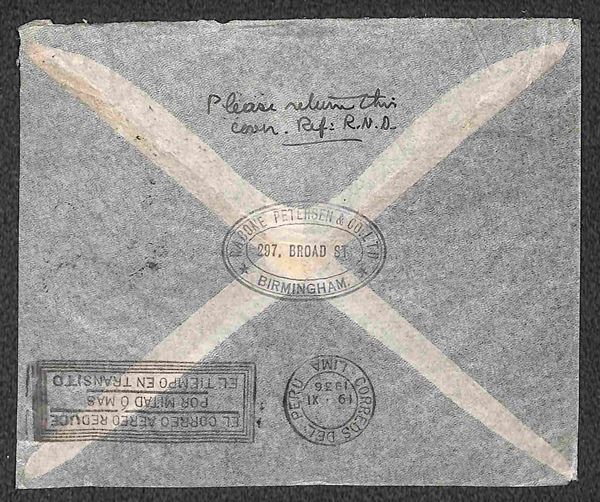 Please return this
cover. Ref: R.N.D.
RABONE PETERSEN & CO. LTD
297, BROAD ST.
BIRMINGHAM
EL CORREO AEREO REDUCE
POR MITAD Ó MAS
EL TIEMPO EN TRANSITO
CORREOS DEL PERU
19 · XI
1936
LIMA